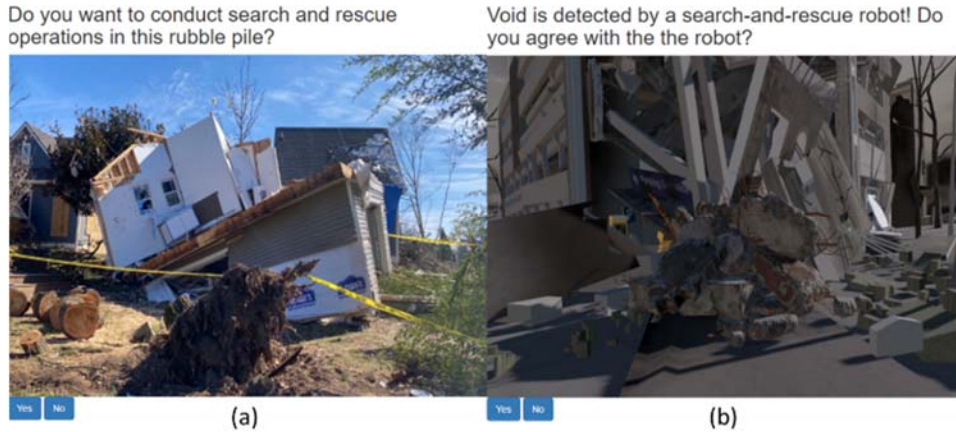 Do you want to conduct search and rescue
operations in this rubble pile?
Yes No
(a)
Void is detected by a search-and-rescue robot! Do
you agree with the the robot?
Yes No
(b)